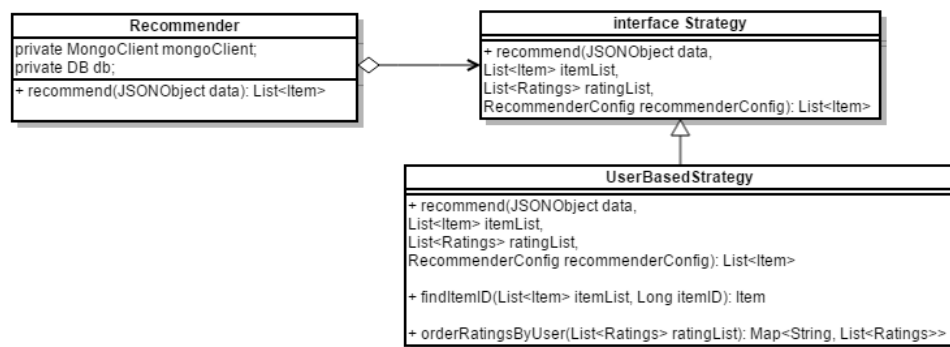 Recommender
private MongoClient mongoClient;
private DB db;
+ recommend(JSONObject data): List<Item>
interface Strategy
+ recommend(JSONObject data,
List<Item> itemList,
List<Ratings> ratingList,
RecommenderConfig recommenderConfig): List<Item>
UserBasedStrategy
+ recommend(JSONObject data,
List<Item> itemList,
List<Ratings> ratingList,
RecommenderConfig recommenderConfig): List<Item>
+ findItemID(List<Item> itemList, Long itemID): Item
+ orderRatingsByUser(List<Ratings> ratingList): Map<String, List<Ratings>>